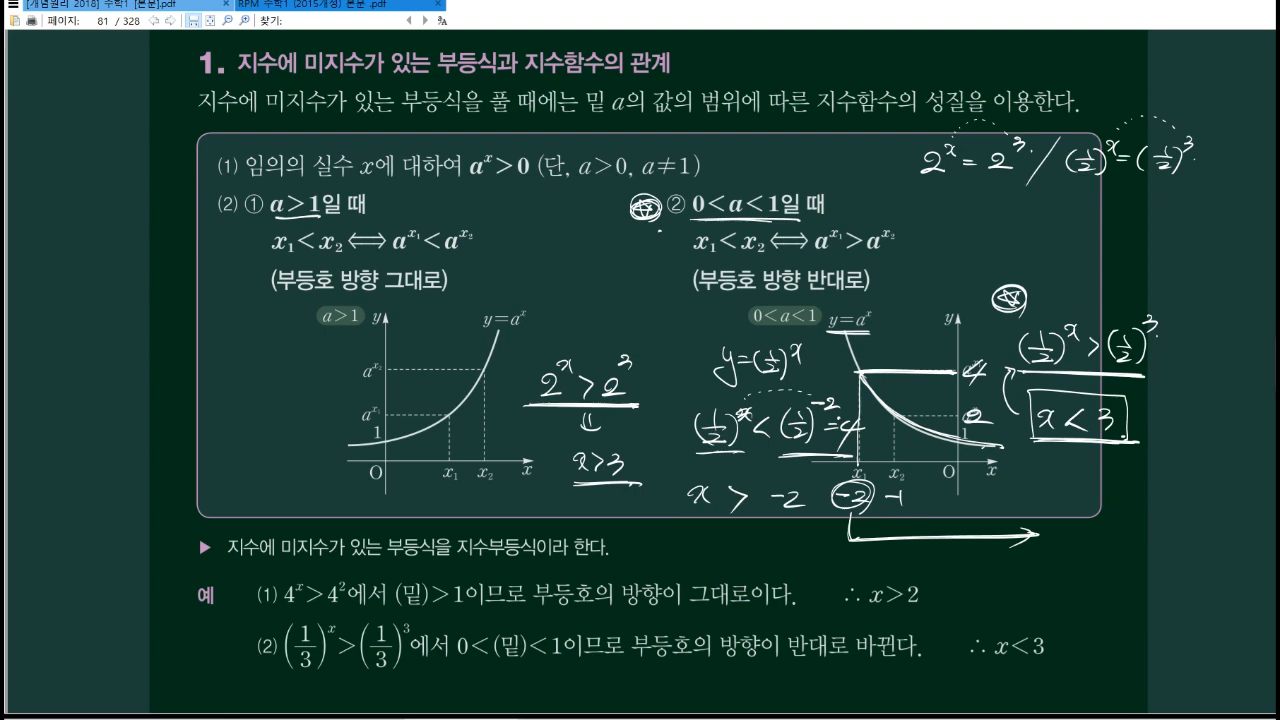 [개념원리 2018] 수학1 [본문].pdf × RPM 수학1 (2015개정) 본문 .pdf ×
페이지: 81 / 328 찾기:
1. 지수에 미지수가 있는 부등식과 지수함수의 관계
지수에 미지수가 있는 부등식을 풀 때에는 밑 a의 값의 범위에 따른 지수함수의 성질을 이용한다.
2^x = 2^3 / (1/2)^x = (1/2)^3
(1) 임의의 실수 x에 대하여 a^x>0 (단, a>0, a≠1)
(2) ① a>1일 때
x₁<x₂ ⟺ a^x₁<a^x₂
(부등호 방향 그대로)
② 0<a<1일 때
x₁<x₂ ⟺ a^x₁>a^x₂
(부등호 방향 반대로)
a>1 y y=a^x
a^x₂
a^x₁
1
O x₁ x₂ x
2^x > 2^3
x>3
0<a<1 y=a^x y
y=(1/2)^x
4
2
1
(1/2)^x < (1/2)^-2 = 4
x₁ x₂ O x
x > -2 -2 -1
(1/2)^x > (1/2)^3
x < 3
▶ 지수에 미지수가 있는 부등식을 지수부등식이라 한다.
예 (1) 4^x>4^2에서 (밑)>1이므로 부등호의 방향이 그대로이다. ∴ x>2
(2) (1/3)^x>(1/3)^3에서 0<(밑)<1이므로 부등호의 방향이 반대로 바뀐다. ∴ x<3